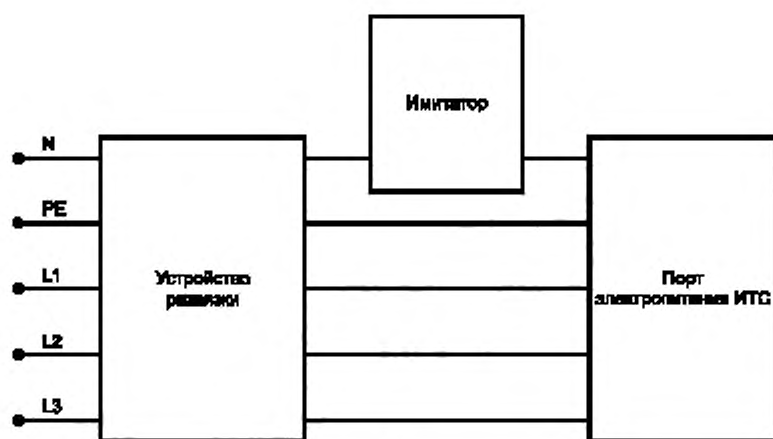 Имитатор
N
PE
L1
L2
L3
Устройство
развязки
Порт
электропитания ИТС